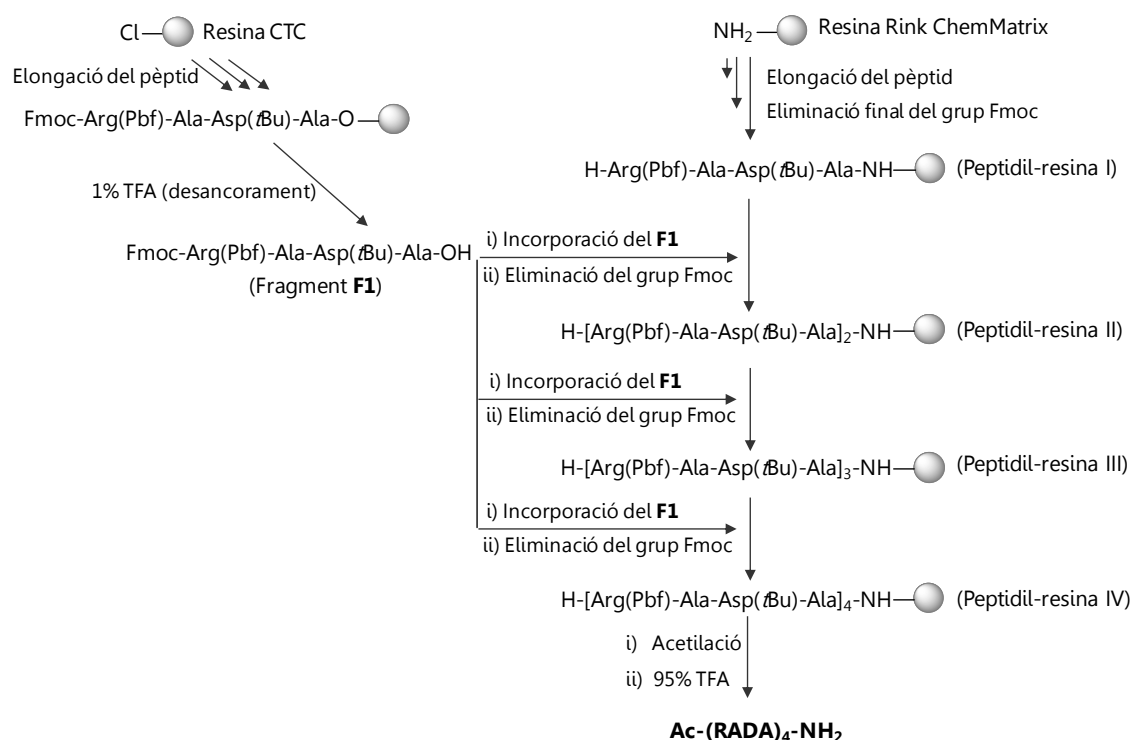 Cl Resina CTC
Elongació del pèptid
Fmoc-Arg(Pbf)-Ala-Asp(tBu)-Ala-O
1% TFA (desancorament)
Fmoc-Arg(Pbf)-Ala-Asp(tBu)-Ala-OH
(Fragment F1)
NH₂ Resina Rink ChemMatrix
Elongació del pèptid
Eliminació final del grup Fmoc
H-Arg(Pbf)-Ala-Asp(tBu)-Ala-NH (Peptidil-resina I)
i) Incorporació del F1
ii) Eliminació del grup Fmoc
H-[Arg(Pbf)-Ala-Asp(tBu)-Ala]₂-NH (Peptidil-resina II)
i) Incorporació del F1
ii) Eliminació del grup Fmoc
H-[Arg(Pbf)-Ala-Asp(tBu)-Ala]₃-NH (Peptidil-resina III)
i) Incorporació del F1
ii) Eliminació del grup Fmoc
H-[Arg(Pbf)-Ala-Asp(tBu)-Ala]₄-NH (Peptidil-resina IV)
i) Acetilació
ii) 95% TFA
Ac-(RADA)₄-NH₂